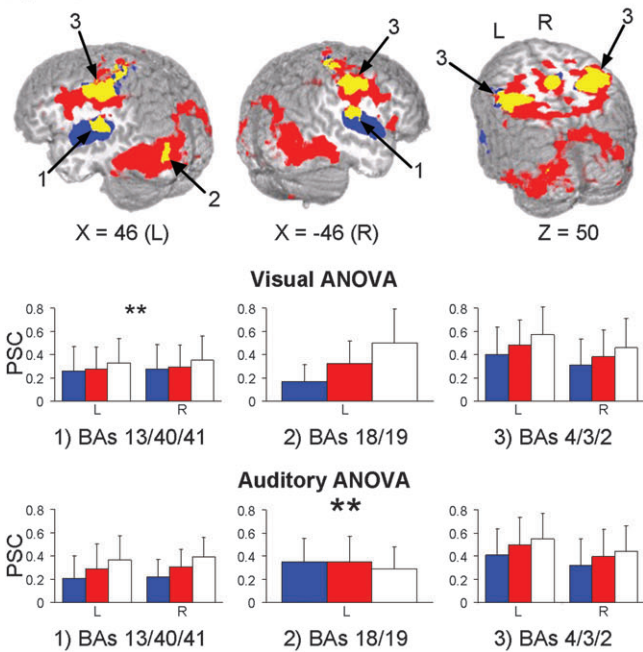 3 3 L R 3
3
1 2 1
X = 46 (L) X = -46 (R) Z = 50
Visual ANOVA
PSC 0.8 0.6 0.4 0.2 0 ** L R
0.8 0.6 0.4 0.2 0 L
0.8 0.6 0.4 0.2 0 L R
1) BAs 13/40/41 2) BAs 18/19 3) BAs 4/3/2
Auditory ANOVA
PSC 0.8 0.6 0.4 0.2 0 L R
0.8 0.6 0.4 0.2 0 ** L
0.8 0.6 0.4 0.2 0 L R
1) BAs 13/40/41 2) BAs 18/19 3) BAs 4/3/2